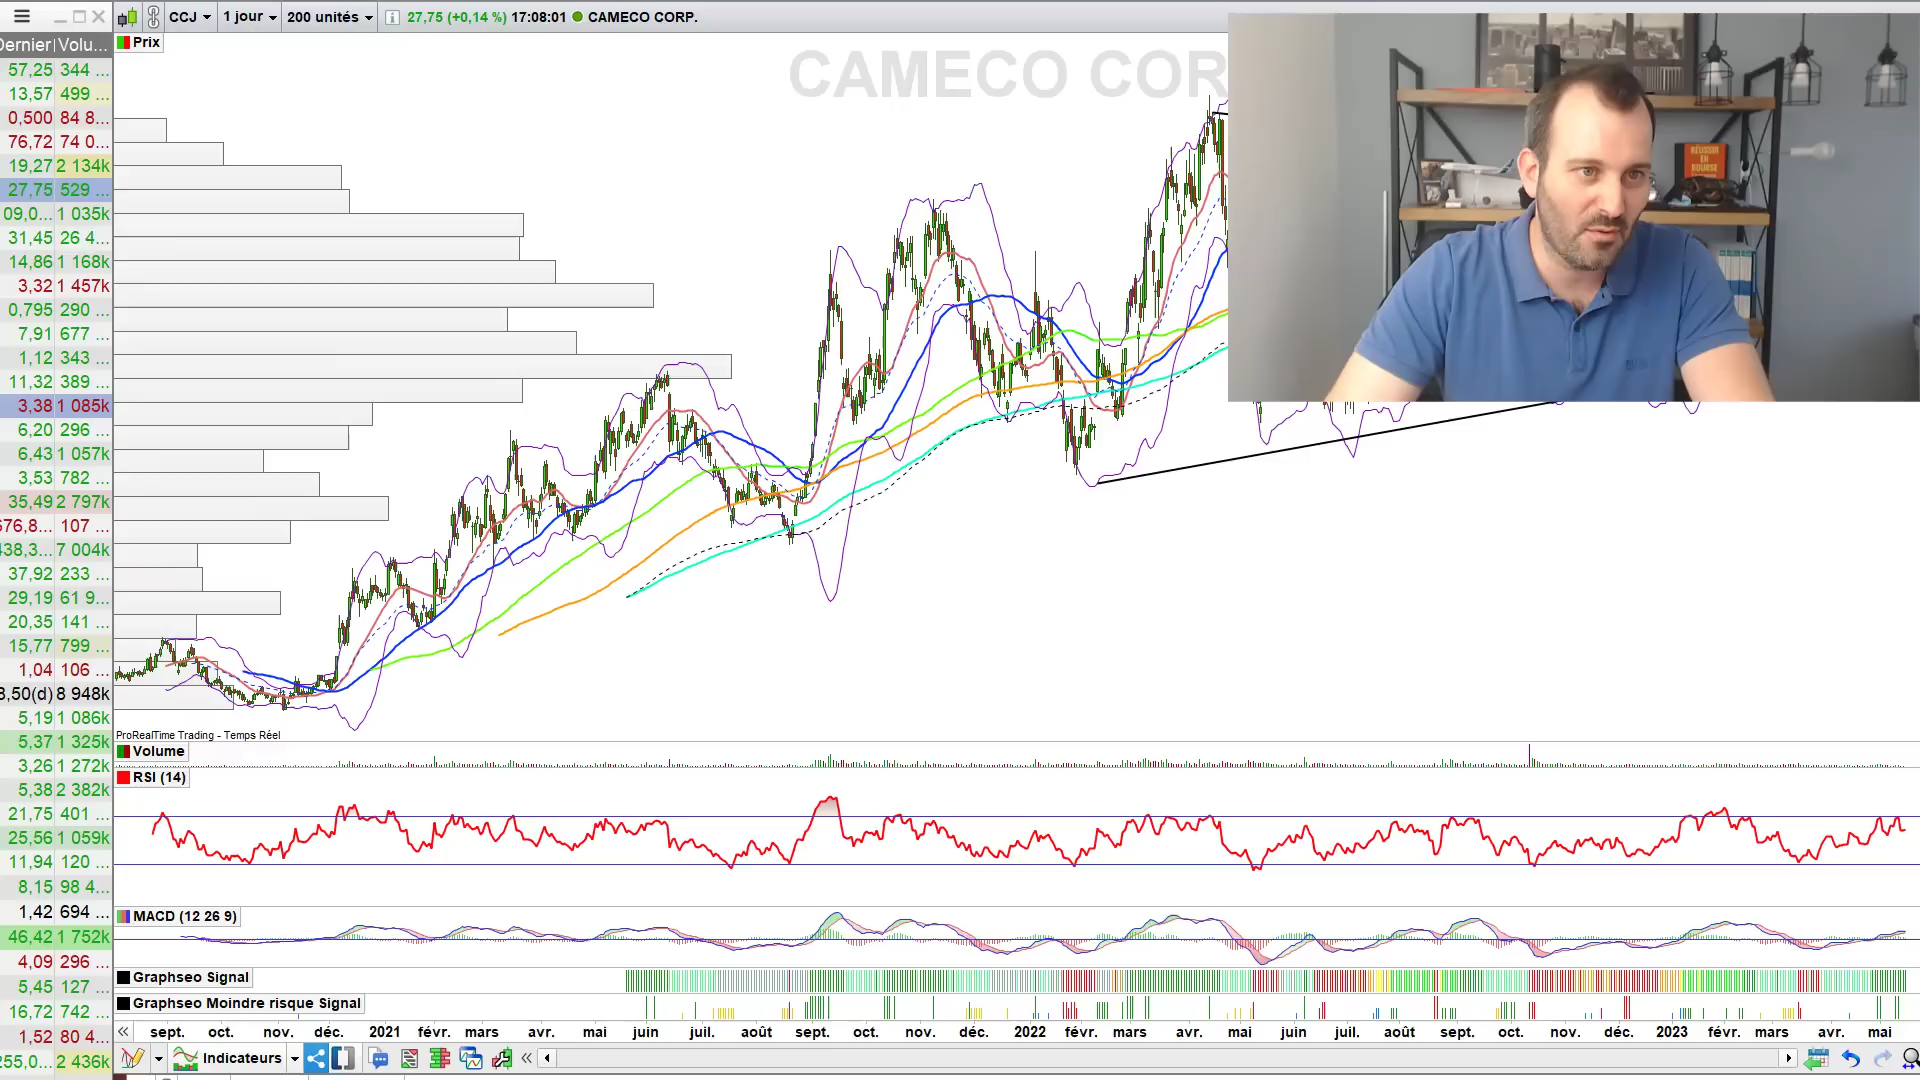 CCJ 1 jour 200 unités 27,75 (+0,14 %) 17:08:01 CAMECO CORP.
Dernier Volu...
Prix
CAMECO COR
RÉUSSIR EN BOURSE
57,25 344 ...
13,57 499 ...
0,500 84 8...
76,72 74 0...
19,27 2 134k
27,75 529 ...
09,0... 1 035k
31,45 26 4...
14,86 1 168k
3,32 1 457k
0,795 290 ...
7,91 677 ...
1,12 343 ...
11,32 389 ...
3,38 1 085k
6,20 296 ...
6,43 1 057k
3,53 782 ...
35,49 2 797k
676,8... 107 ...
438,3... 7 004k
37,92 233 ...
29,19 61 9...
20,35 141 ...
15,77 799 ...
1,04 106 ...
8,50(d) 8 948k
5,19 1 086k
5,37 1 325k
3,26 1 272k
5,38 2 382k
21,75 401 ...
25,56 1 059k
11,94 120 ...
8,15 98 4...
1,42 694 ...
46,42 1 752k
4,09 296 ...
5,45 127 ...
16,72 742 ...
1,52 80 4...
255,0... 2 436k
ProRealTime Trading - Temps Réel
Volume
RSI (14)
MACD (12 26 9)
Graphseo Signal
Graphseo Moindre risque Signal
sept. oct. nov. déc. 2021 févr. mars avr. mai juin juil. août sept. oct. nov. déc. 2022 févr. mars avr. mai juin juil. août sept. oct. nov. déc. 2023 févr. mars avr. mai
Indicateurs